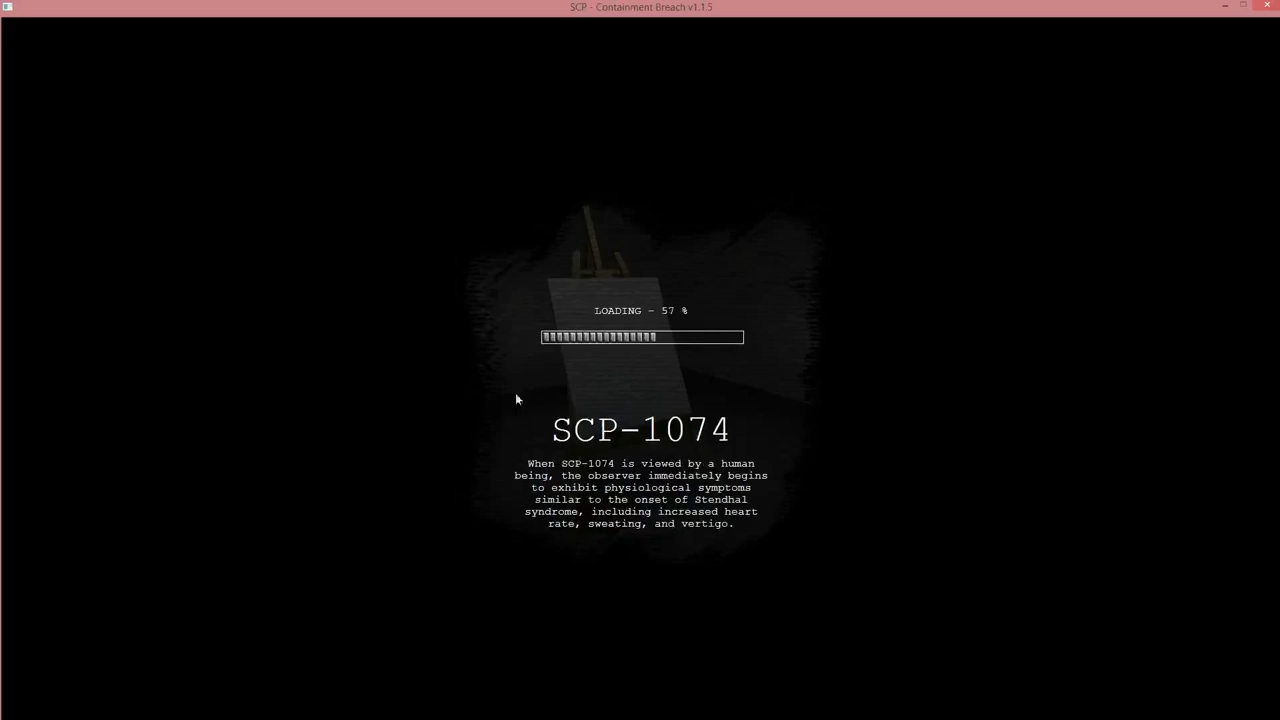 SCP - Containment Breach v1.1.5
LOADING - 57 %
SCP-1074
When SCP-1074 is viewed by a human
being, the observer immediately begins
to exhibit physiological symptoms
similar to the onset of Stendhal
syndrome, including increased heart
rate, sweating, and vertigo.